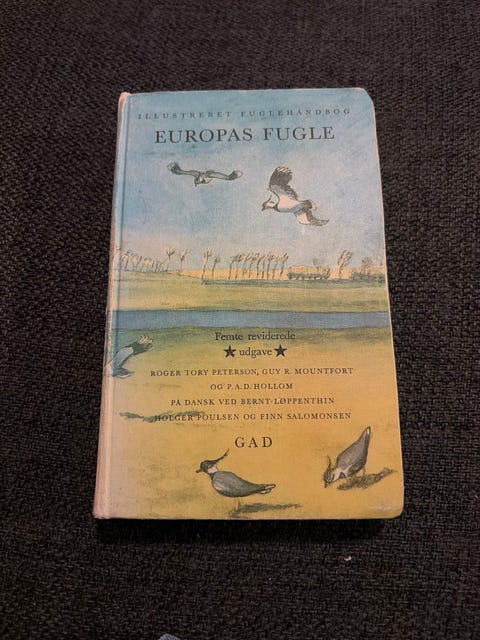 ILLUSTRERET FUGLEHANDBOG
EUROPAS FUGLE
Femte reviderede
★ udgave ★
ROGER TORY PETERSON, GUY R. MOUNTFORT
OG P.A.D. HOLLOM
PÅ DANSK VED BERNT LØPPENTHIN
HOLGER POULSEN OG FINN SALOMONSEN
GAD